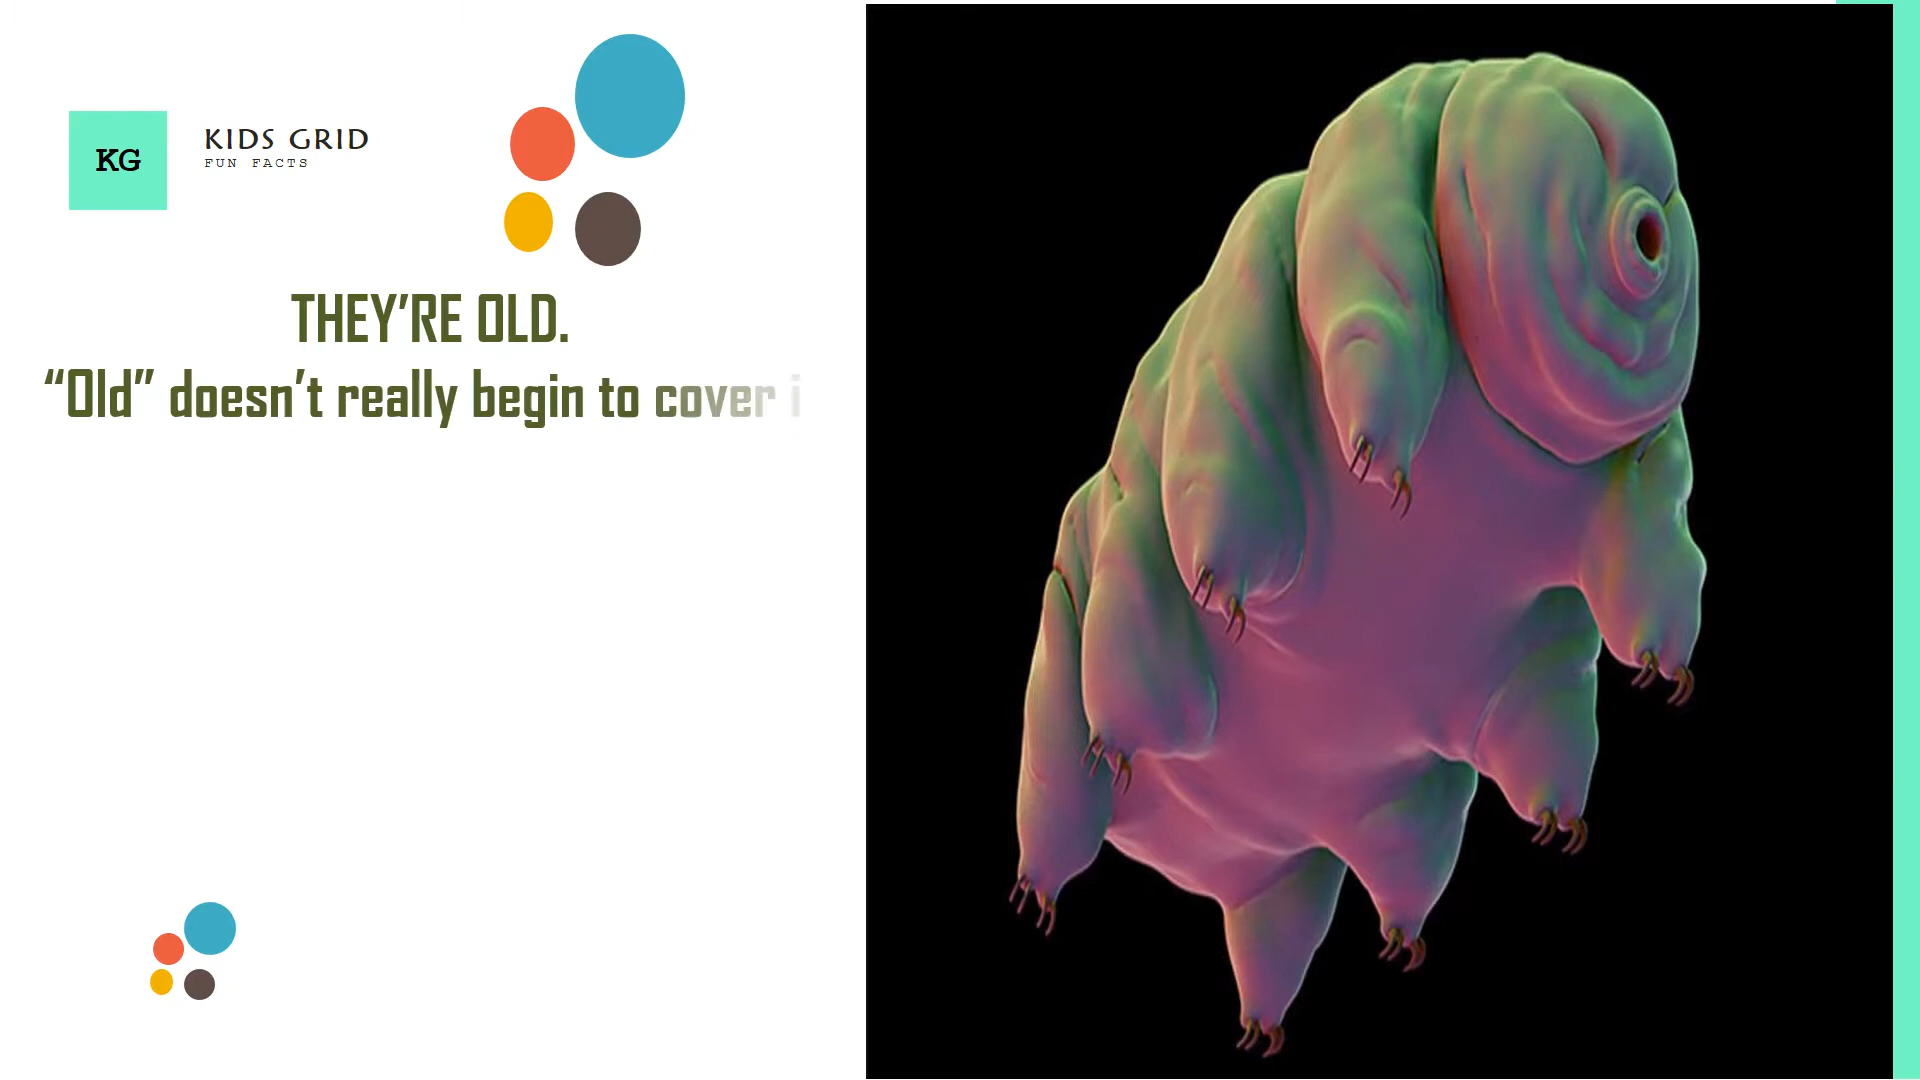 KG
KIDS GRID
FUN FACTS
THEY’RE OLD.
“Old” doesn’t really begin to cover i